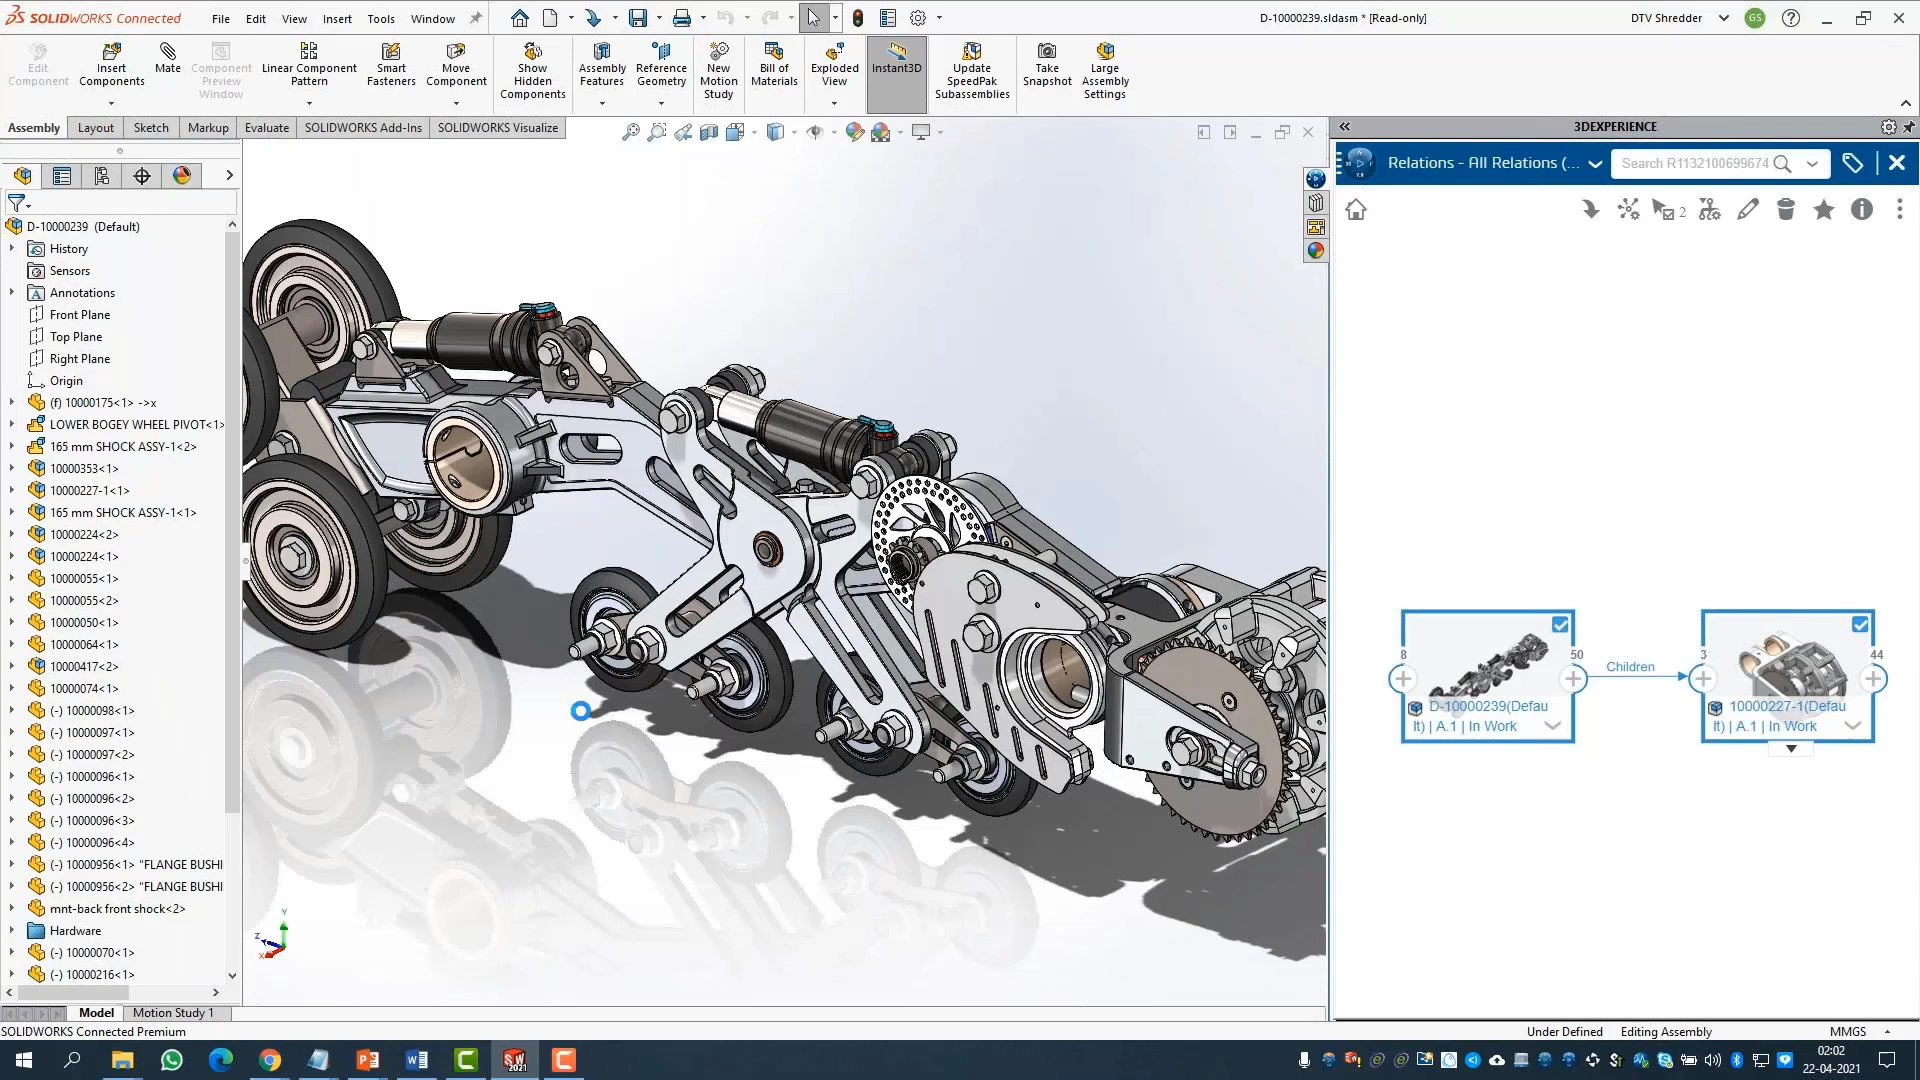 SOLIDWORKS Connected
File Edit View Insert Tools Window
D-10000239.sldasm * [Read-only]
DTV Shredder
GS
Edit Component
Insert Components
Mate
Component Preview Window
Linear Component Pattern
Smart Fasteners
Move Component
Show Hidden Components
Assembly Features
Reference Geometry
New Motion Study
Bill of Materials
Exploded View
Instant3D
Update SpeedPak Subassemblies
Take Snapshot
Large Assembly Settings
Assembly Layout Sketch Markup Evaluate SOLIDWORKS Add-Ins SOLIDWORKS Visualize
3DEXPERIENCE
Relations - All Relations (...
Search R1132100699674
2
D-10000239 (Default)
History
Sensors
Annotations
Front Plane
Top Plane
Right Plane
Origin
(f) 10000175<1> ->x
LOWER BOGEY WHEEL PIVOT<1>
165 mm SHOCK ASSY-1<2>
10000353<1>
10000227-1<1>
165 mm SHOCK ASSY-1<1>
10000224<2>
10000224<1>
10000055<1>
10000055<2>
10000050<1>
10000064<1>
10000417<2>
10000074<1>
(-) 10000098<1>
(-) 10000097<1>
(-) 10000097<2>
(-) 10000096<1>
(-) 10000096<2>
(-) 10000096<3>
(-) 10000096<4>
(-) 10000956<1> "FLANGE BUSHI
(-) 10000956<2> "FLANGE BUSHI
mnt-back front shock<2>
Hardware
(-) 10000070<1>
(-) 10000216<1>
Y
Z
X
8
50
Children
3
44
D-10000239(Defau
lt) | A.1 | In Work
10000227-1(Defau
lt) | A.1 | In Work
Model Motion Study 1
SOLIDWORKS Connected Premium
Under Defined Editing Assembly MMGS
02:02
22-04-2021